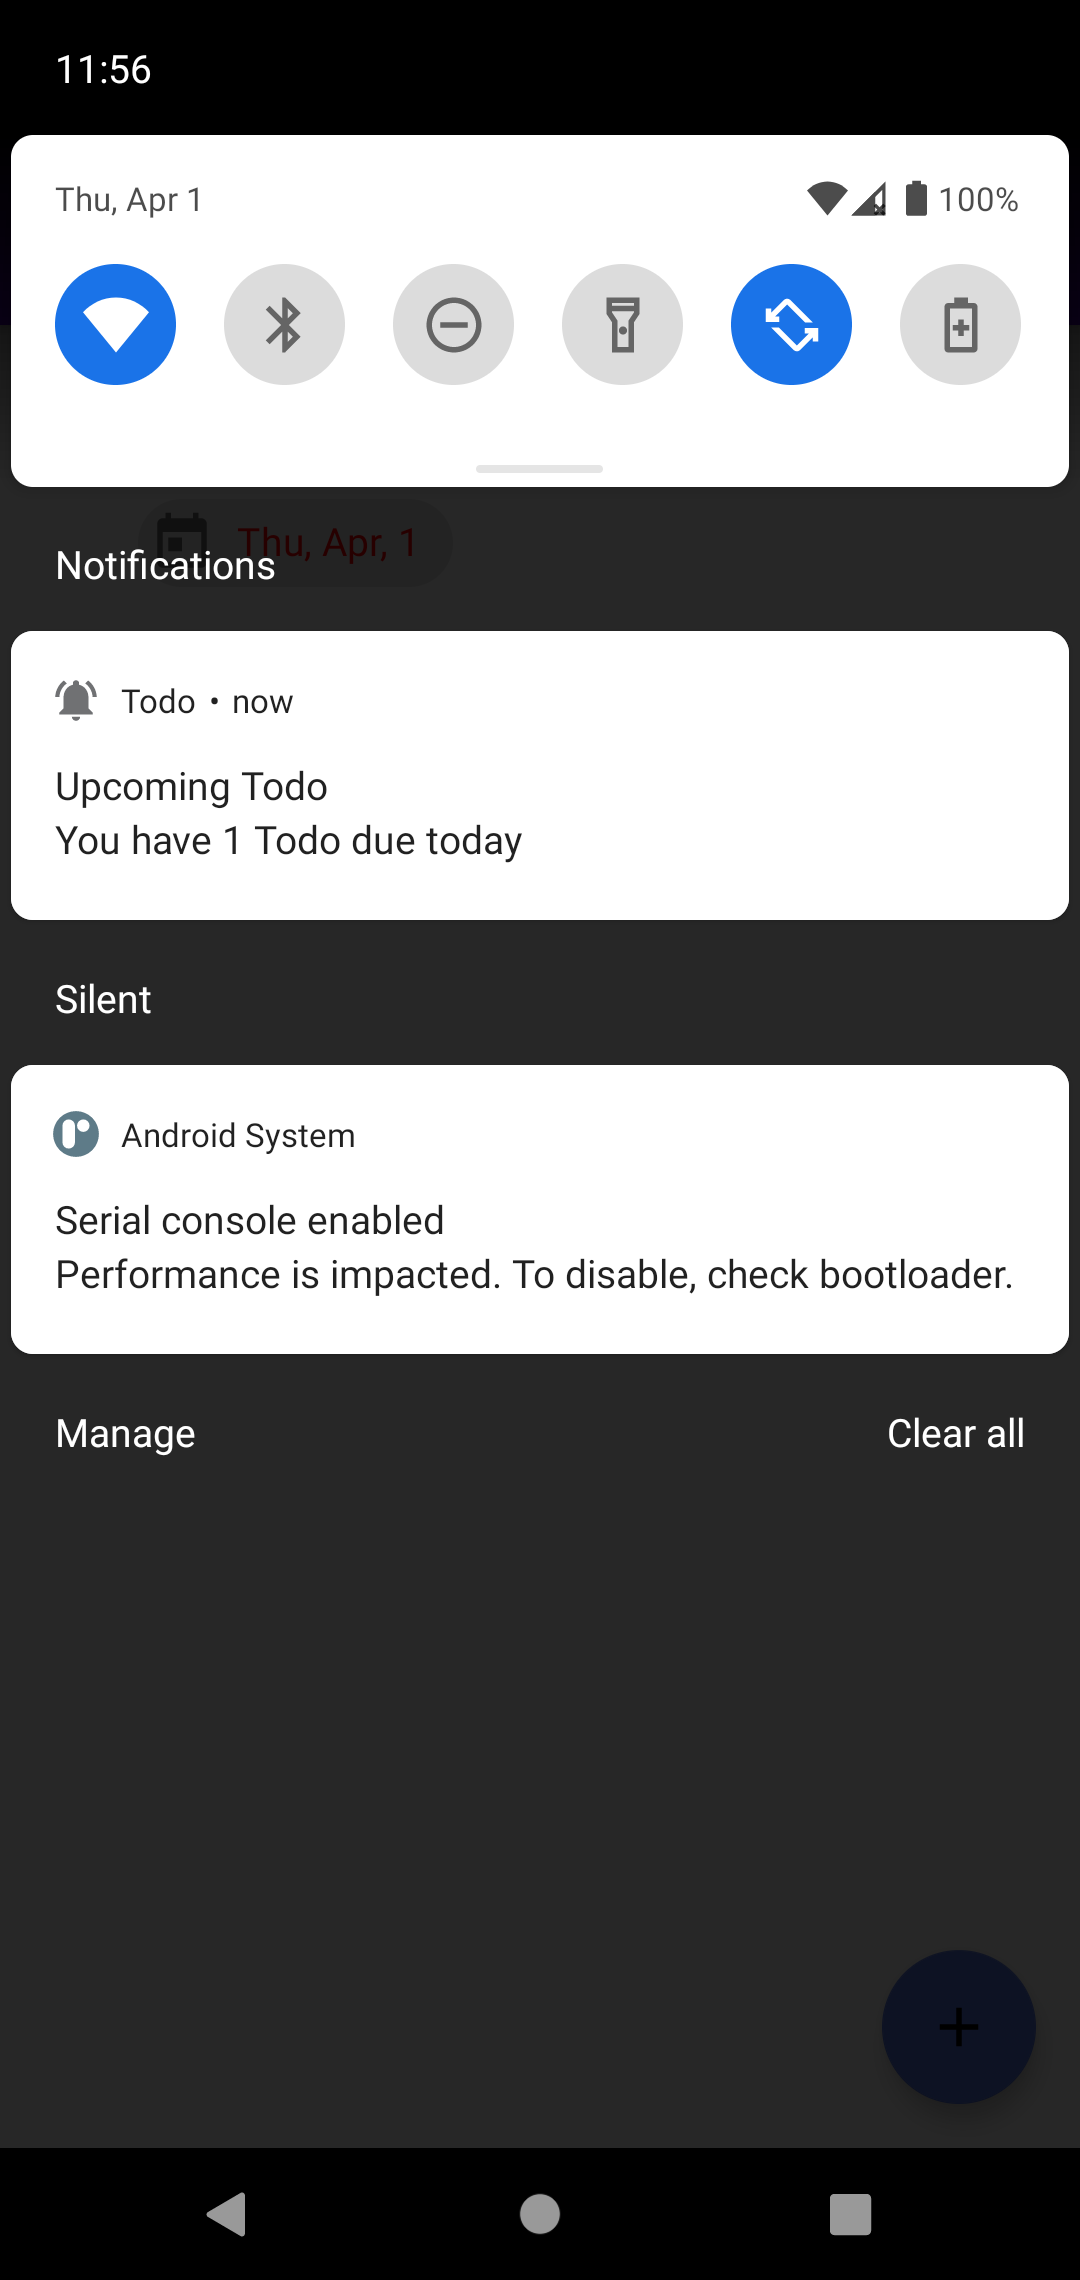 11:56
Thu, Apr 1
100%
Thu, Apr, 1
Notifications
Todo • now
Upcoming Todo
You have 1 Todo due today
Silent
Android System
Serial console enabled
Performance is impacted. To disable, check bootloader.
Manage
Clear all